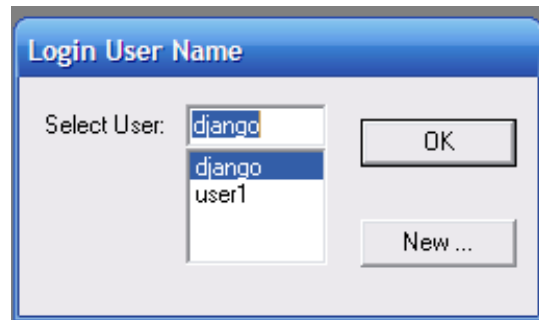 Login User Name
Select User:
django
django
user1
OK
New ...